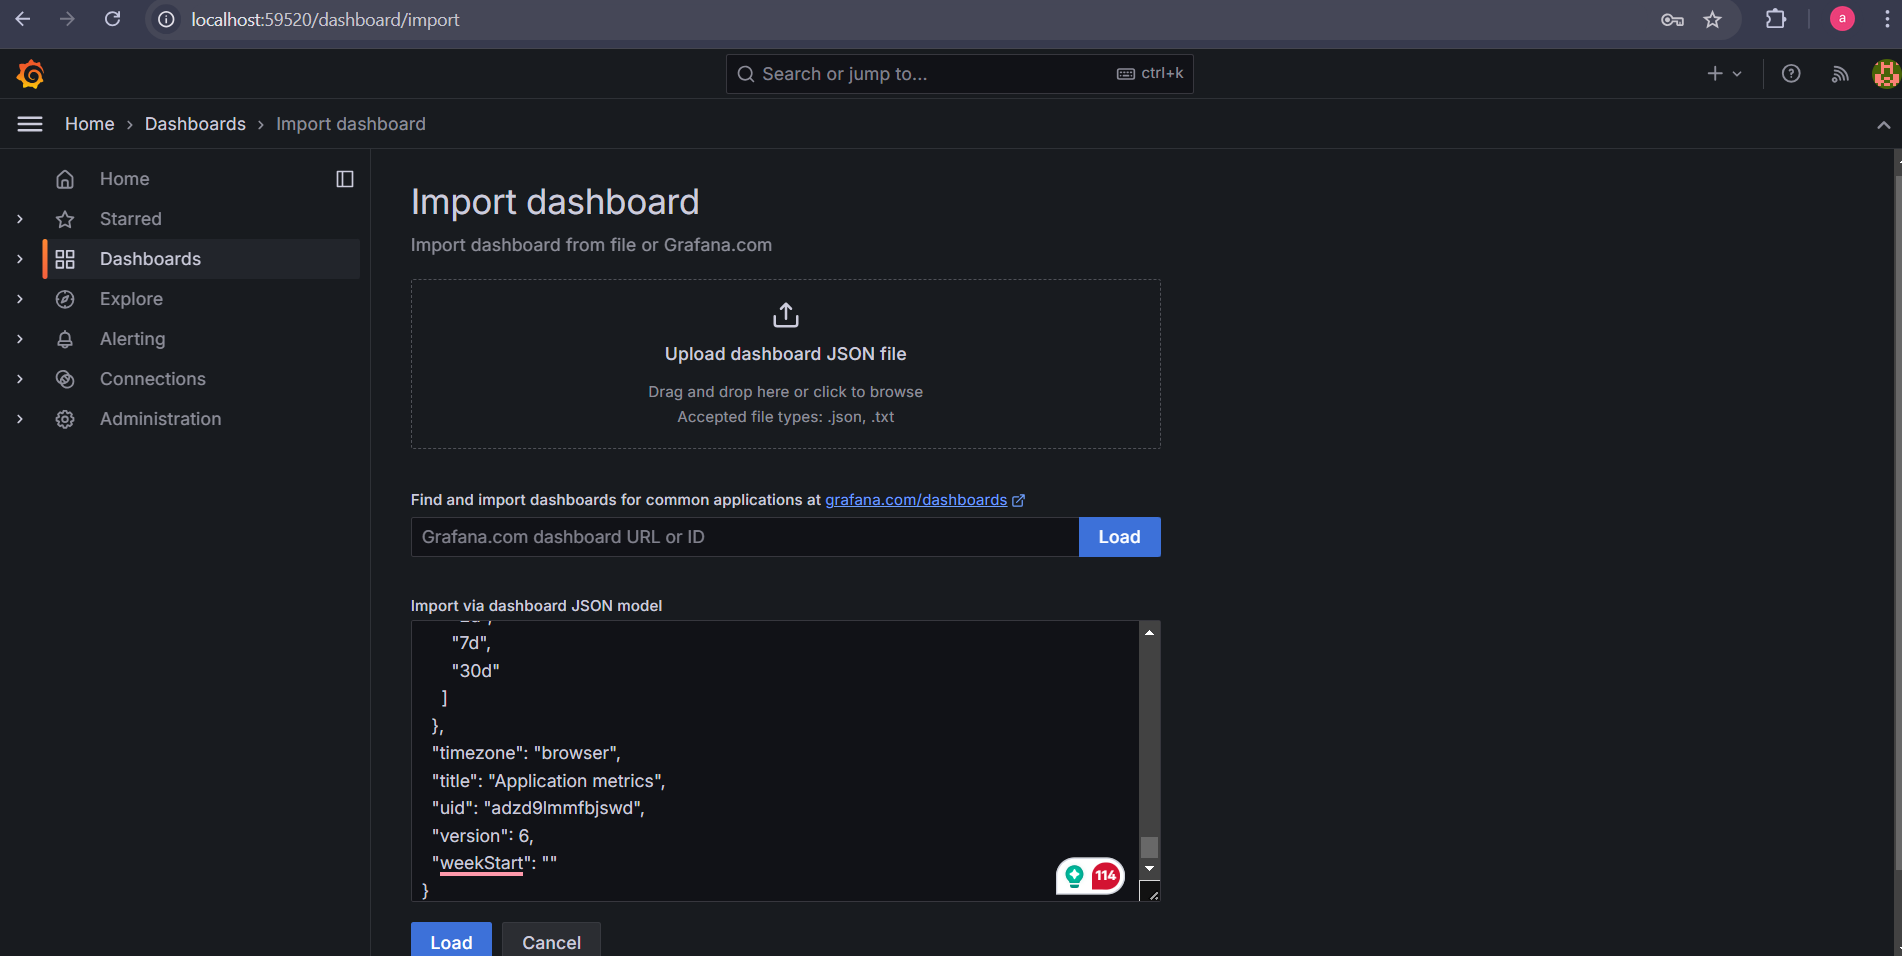 localhost:59520/dashboard/import
a
Search or jump to...
ctrl+k
Home › Dashboards › Import dashboard
Home
Starred
Dashboards
Explore
Alerting
Connections
Administration
Import dashboard
Import dashboard from file or Grafana.com
Upload dashboard JSON file
Drag and drop here or click to browse
Accepted file types: .json, .txt
Find and import dashboards for common applications at grafana.com/dashboards
Grafana.com dashboard URL or ID
Load
Import via dashboard JSON model
"7d",
"30d"
]
},
"timezone": "browser",
"title": "Application metrics",
"uid": "adzd9lmmfbjswd",
"version": 6,
"weekStart": ""
}
114
Load
Cancel